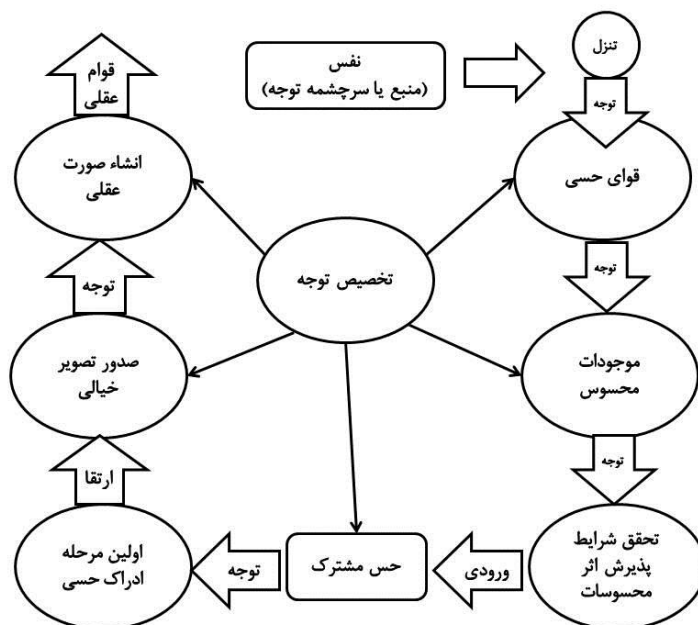 تنزل
نفس
(منبع یا سرچشمه توجه)
قوام
عقلی
توجه
قوای حسی
انشاء صورت
عقلی
تخصیص توجه
توجه
توجه
موجودات
محسوس
صدور تصویر
خیالی
توجه
ارتقا
تحقق شرایط
پذیرش اثر
محسوسات
ورودی
حس مشترک
توجه
اولین مرحله
ادراک حسی